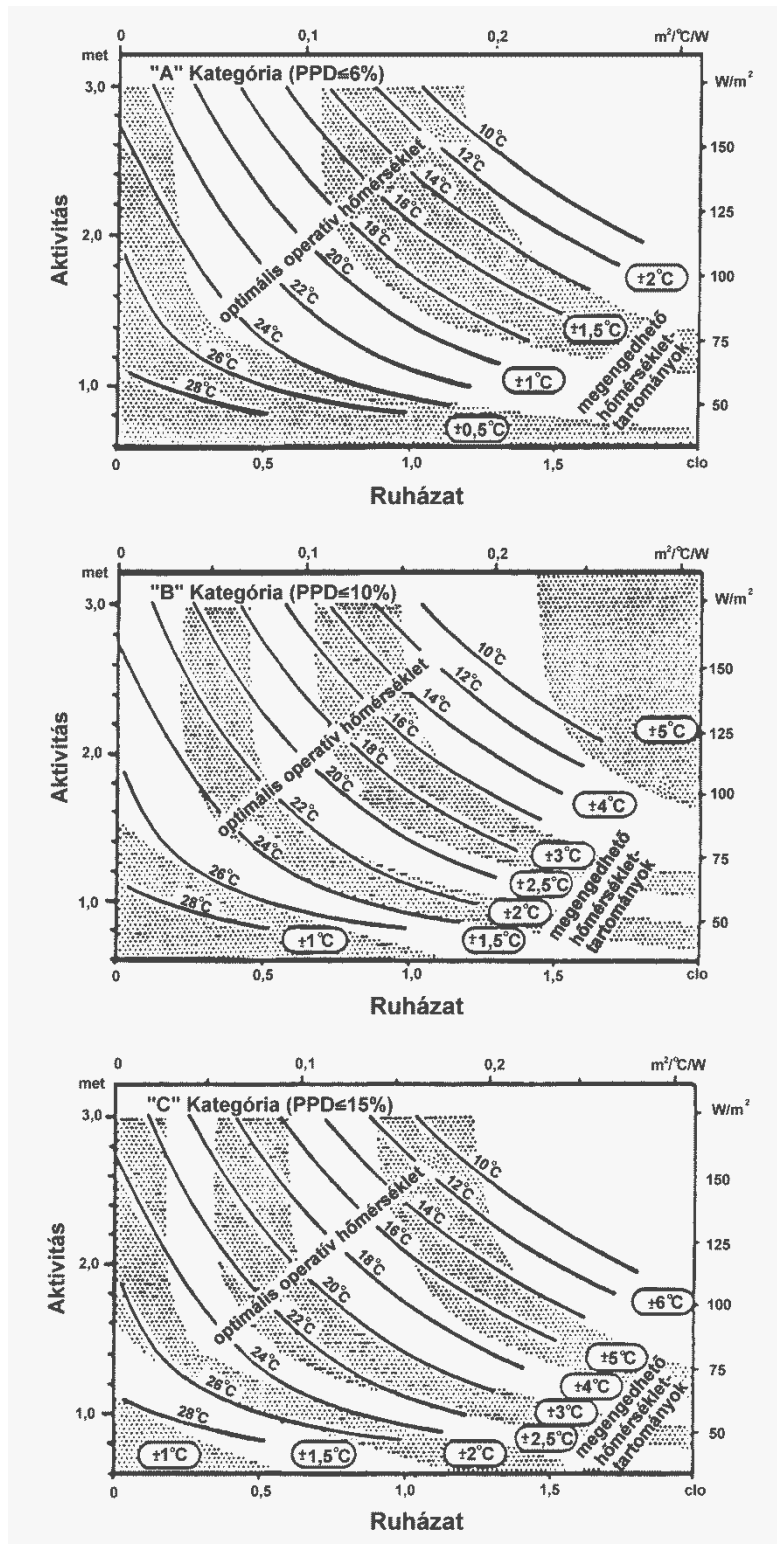 0 0,1 0,2 m²/°C/W
met "A" Kategória (PPD≦6%) W/m²
3,0
10°C
150
12°C
14°C
16°C
optimális operatív hőmérséklet
18°C
2,0
125
20°C
±2°C
100
22°C
Aktivitás
24°C
±1,5°C
75
26°C
±1°C
megengedhető
hőmérséklet-
tartományok
1,0
28°C
50
±0,5°C
0 0,5 1,0 1,5 clo
Ruházat
0 0,1 0,2 m²/°C/W
met "B" Kategória (PPD≦10%) W/m²
3,0
10°C
150
12°C
14°C
16°C
optimális operatív hőmérséklet
18°C
±5°C
125
2,0
20°C
22°C
±4°C
100
Aktivitás
24°C
±3°C
75
26°C
±2,5°C
megengedhető
hőmérséklet-
tartományok
1,0
28°C
±2°C
50
±1°C
±1,5°C
0 0,5 1,0 1,5 clo
Ruházat
0 0,1 0,2 m²/°C/W
met "C" Kategória (PPD≦15%) W/m²
3,0
10°C
150
12°C
14°C
16°C
optimális operatív hőmérséklet
18°C
125
2,0
20°C
±6°C
100
22°C
Aktivitás
24°C
±5°C
75
26°C
±4°C
megengedhető
hőmérséklet-
tartományok
1,0
28°C
±3°C
±2,5°C
50
±1°C
±1,5°C
±2°C
0 0,5 1,0 1,5 clo
Ruházat